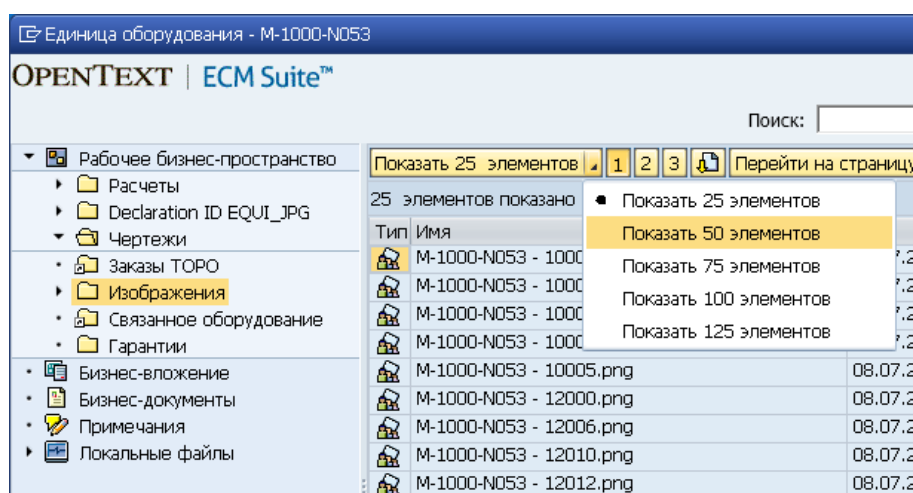 Единица оборудования - M-1000-N053
OPENTEXT | ECM Suite™
Поиск:
Рабочее бизнес-пространство
Расчеты
Declaration ID EQUI_JPG
Чертежи
Заказы ТОРО
Изображения
Связанное оборудование
Гарантии
Бизнес-вложение
Бизнес-документы
Примечания
Локальные файлы
Показать 25 элементов 1 2 3 Перейти на страницу
25 элементов показано
Показать 25 элементов
Показать 50 элементов
Показать 75 элементов
Показать 100 элементов
Показать 125 элементов
Тип Имя
M-1000-N053 - 1000
M-1000-N053 - 1000
M-1000-N053 - 1000
M-1000-N053 - 1000
M-1000-N053 - 10005.png 08.07.2
M-1000-N053 - 12000.png 08.07.2
M-1000-N053 - 12006.png 08.07.2
M-1000-N053 - 12010.png 08.07.2
M-1000-N053 - 12012.png 08.07.2